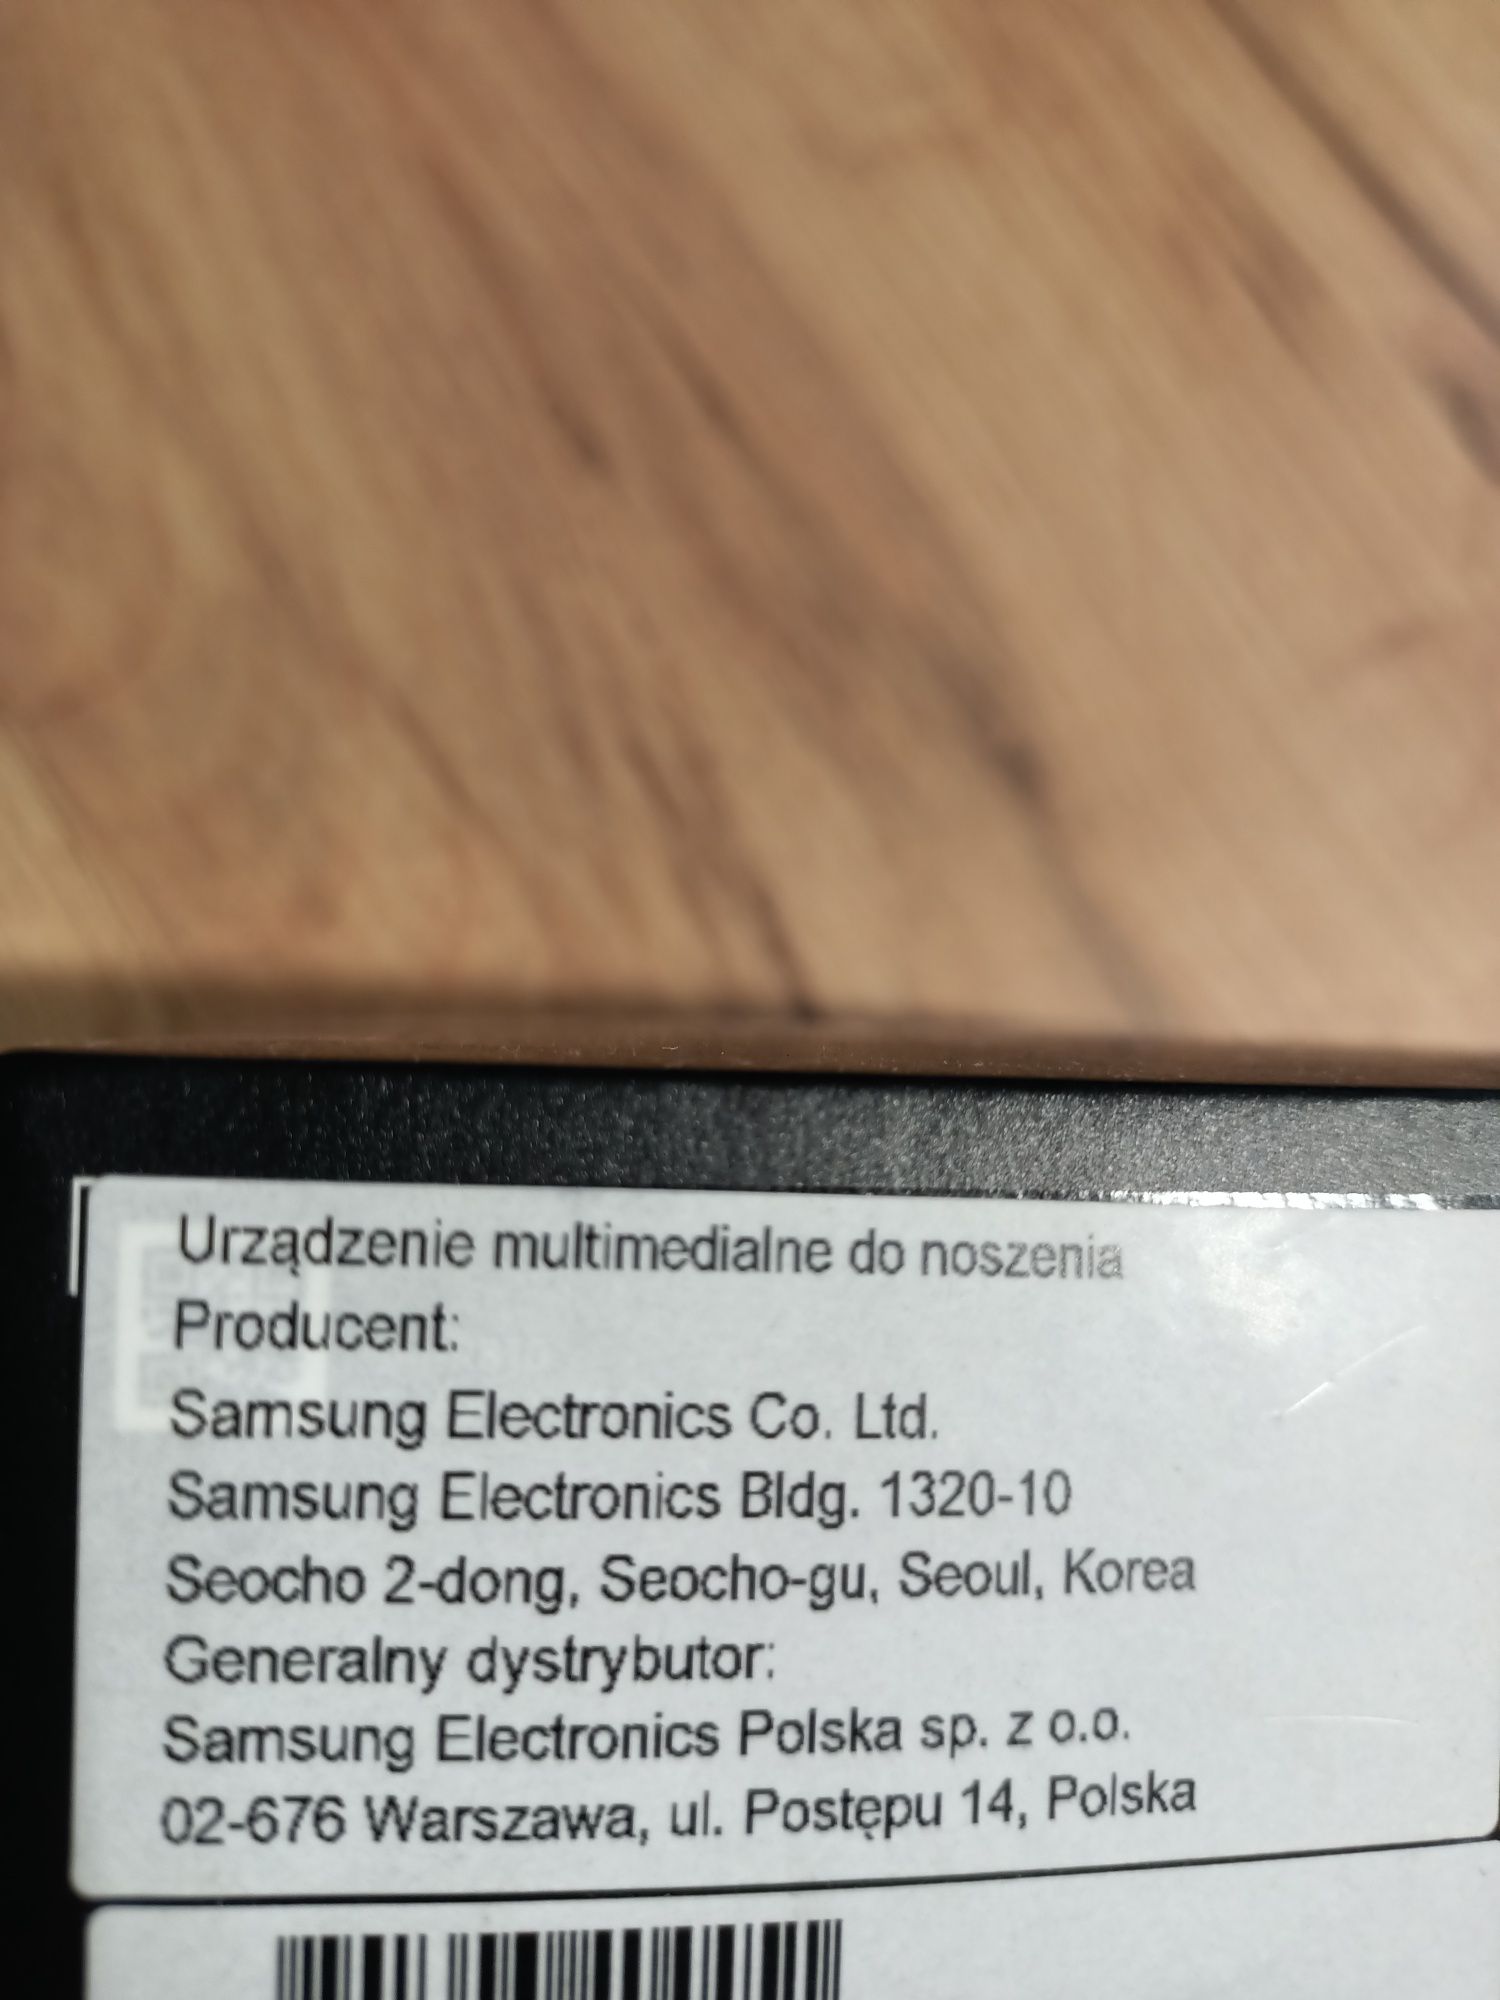 Urządzenie multimedialne do noszenia
Producent:
Samsung Electronics Co. Ltd.
Samsung Electronics Bldg. 1320-10
Seocho 2-dong, Seocho-gu, Seoul, Korea
Generalny dystrybutor:
Samsung Electronics Polska sp. z o.o.
02-676 Warszawa, ul. Postępu 14, Polska